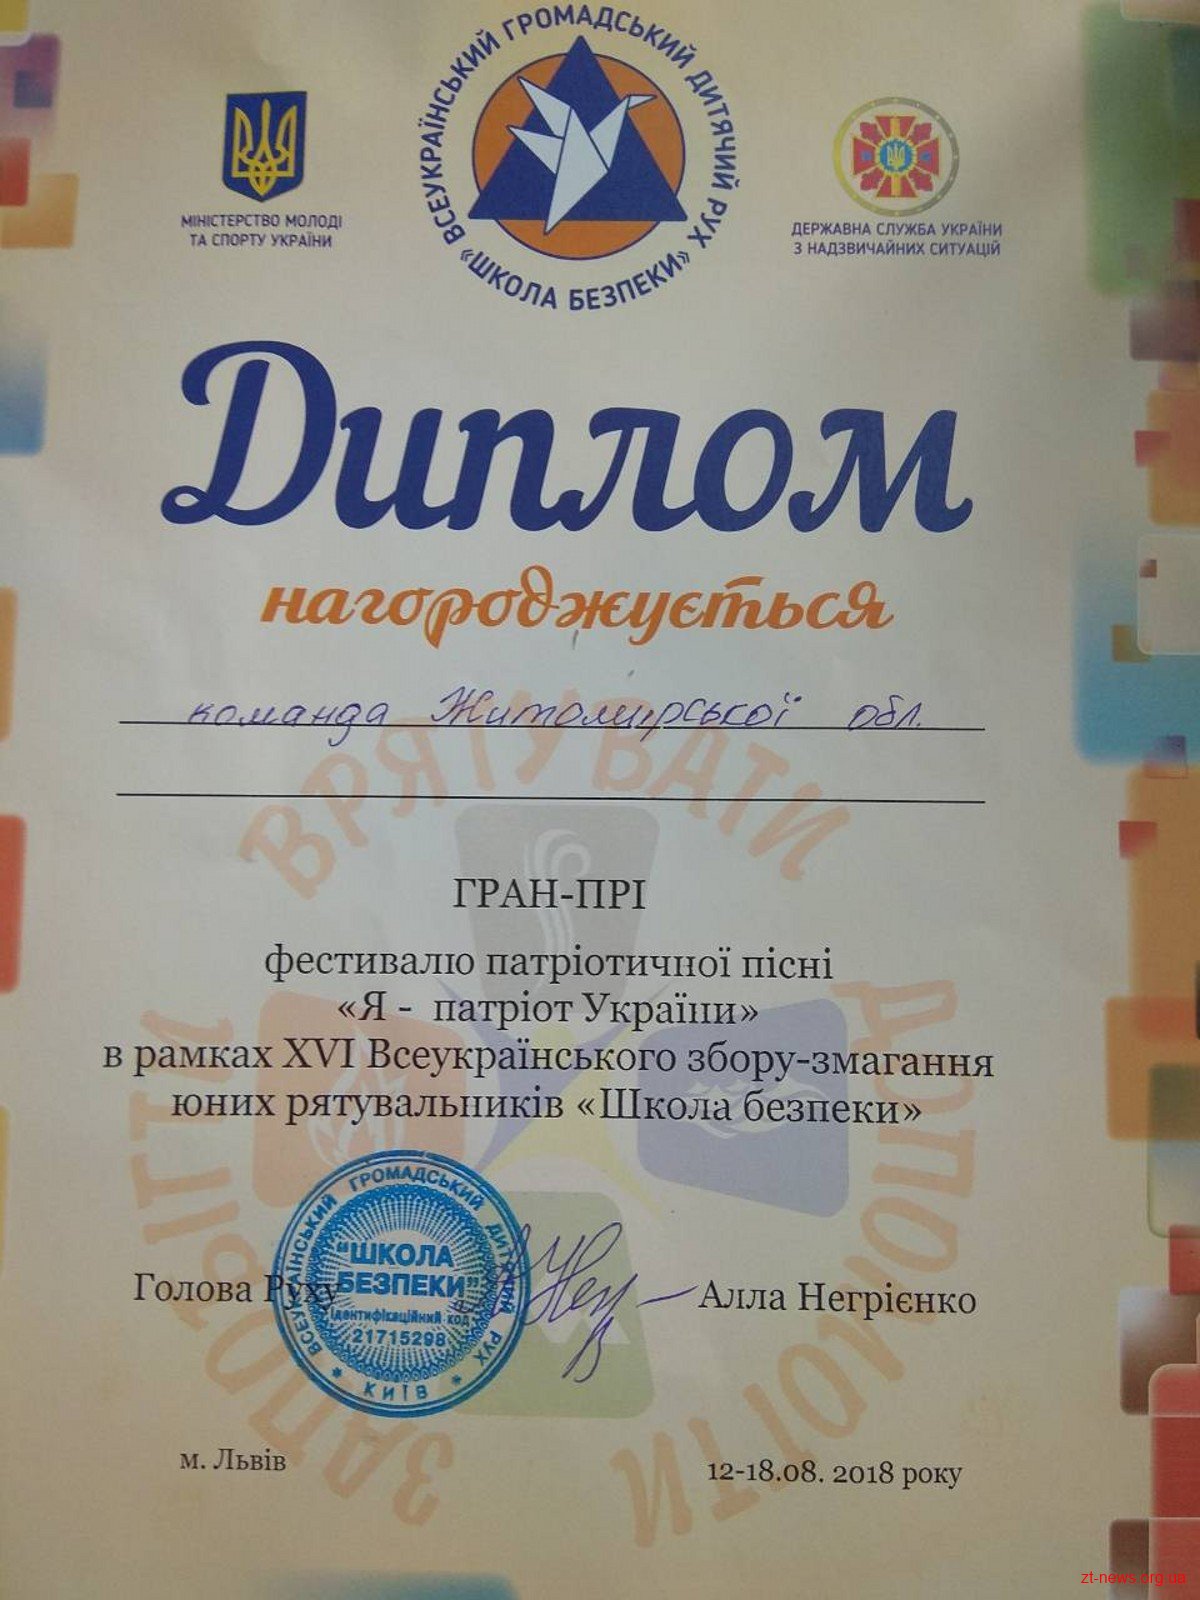 ВСЕУКРАЇНСЬКИЙ ГРОМАДСЬКИЙ ДИТЯЧИЙ РУХ
«ШКОЛА БЕЗПЕКИ»
МІНІСТЕРСТВО МОЛОДІ
ТА СПОРТУ УКРАЇНИ
ДЕРЖАВНА СЛУЖБА УКРАЇНИ
З НАДЗВИЧАЙНИХ СИТУАЦІЙ
Диплом
нагороджується
команда Житомирської обл.
ВРЯТУВАТИ
ГРАН-ПРІ
фестивалю патріотичної пісні
«Я - патріот України»
в рамках XVI Всеукраїнського збору-змагання
юних рятувальників «Школа безпеки»
ЗАПОБІГТИ
ДОПОМОГТИ
Голова Руху
Алла Негрієнко
ВСЕУКРАЇНСЬКИЙ ГРОМАДСЬКИЙ ДИТЯЧИЙ РУХ
"ШКОЛА
БЕЗПЕКИ"
Ідентифікаційний код
21715298
* КИЇВ *
м. Львів
12-18.08. 2018 року
zt-news.org.ua